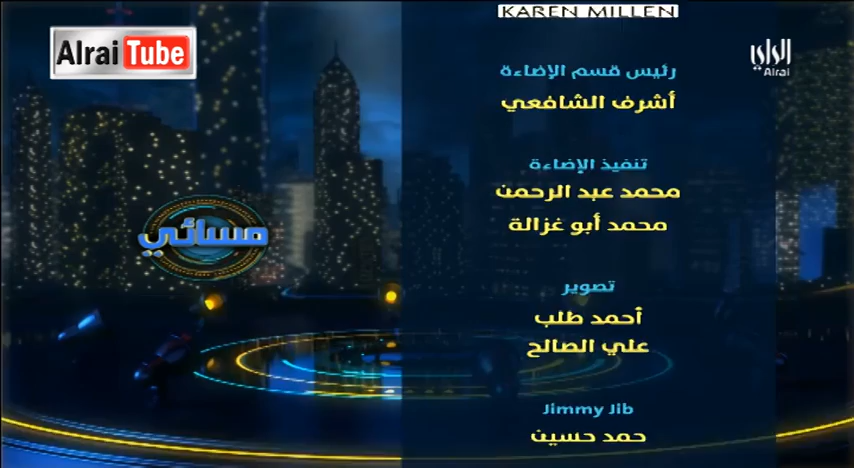 KAREN MILLEN
Alrai Tube
الراي
Alrai
رئيس قسم الإضاءة
أشرف الشافعي
تنفيذ الإضاءة
محمد عبد الرحمن
محمد أبو غزالة
مسائي
تصوير
أحمد طلب
علي الصالح
Jimmy Jib
حمد حسين